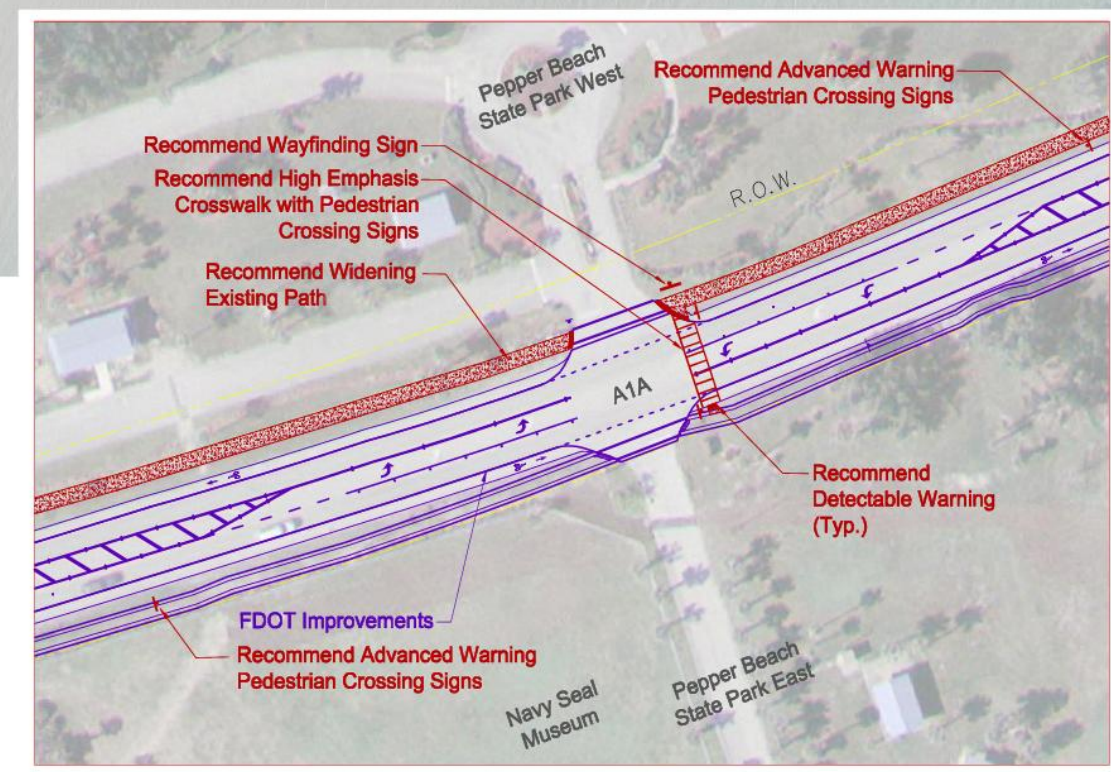 Pepper Beach
State Park West
Recommend Advanced Warning
Pedestrian Crossing Signs
Recommend Wayfinding Sign
Recommend High Emphasis
Crosswalk with Pedestrian
Crossing Signs
R.O.W.
Recommend Widening
Existing Path
A1A
Recommend
Detectable Warning
(Typ.)
FDOT Improvements
Recommend Advanced Warning
Pedestrian Crossing Signs
Navy Seal
Museum
Pepper Beach
State Park East